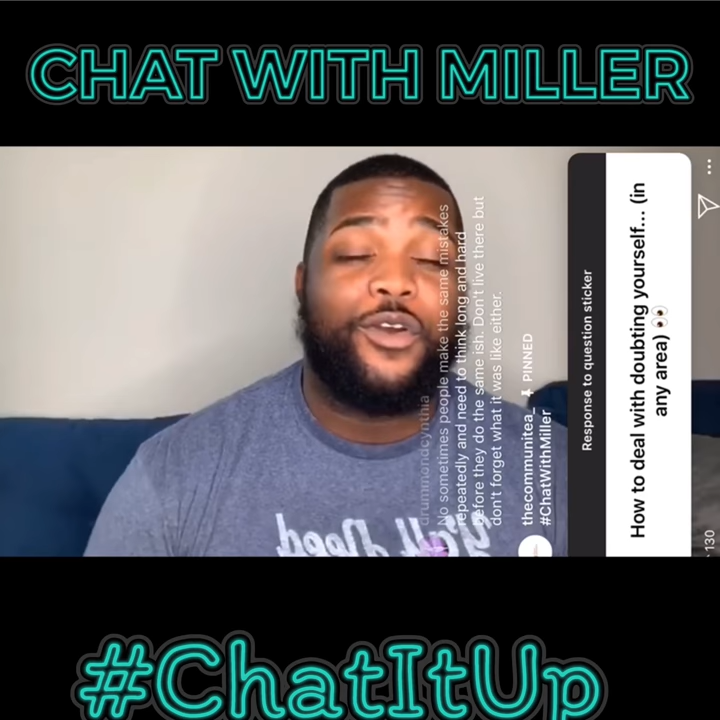 CHAT WITH MILLER
drummondcynthia
No sometimes people make the same mistakes
repeatedly and need to think long and hard
before they do the same ish. Don't live there but
don't forget what it was like either.
thecommunitea_ PINNED
#ChatWithMiller
Response to question sticker
How to deal with doubting yourself... (in
any area) 👀
130
Y'all Need
#ChatItUp